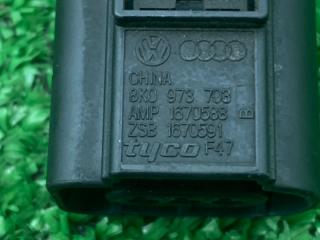 CHINA
8K0 973 703
AMP 1670588 B
ZSB 1670591
tyco F47